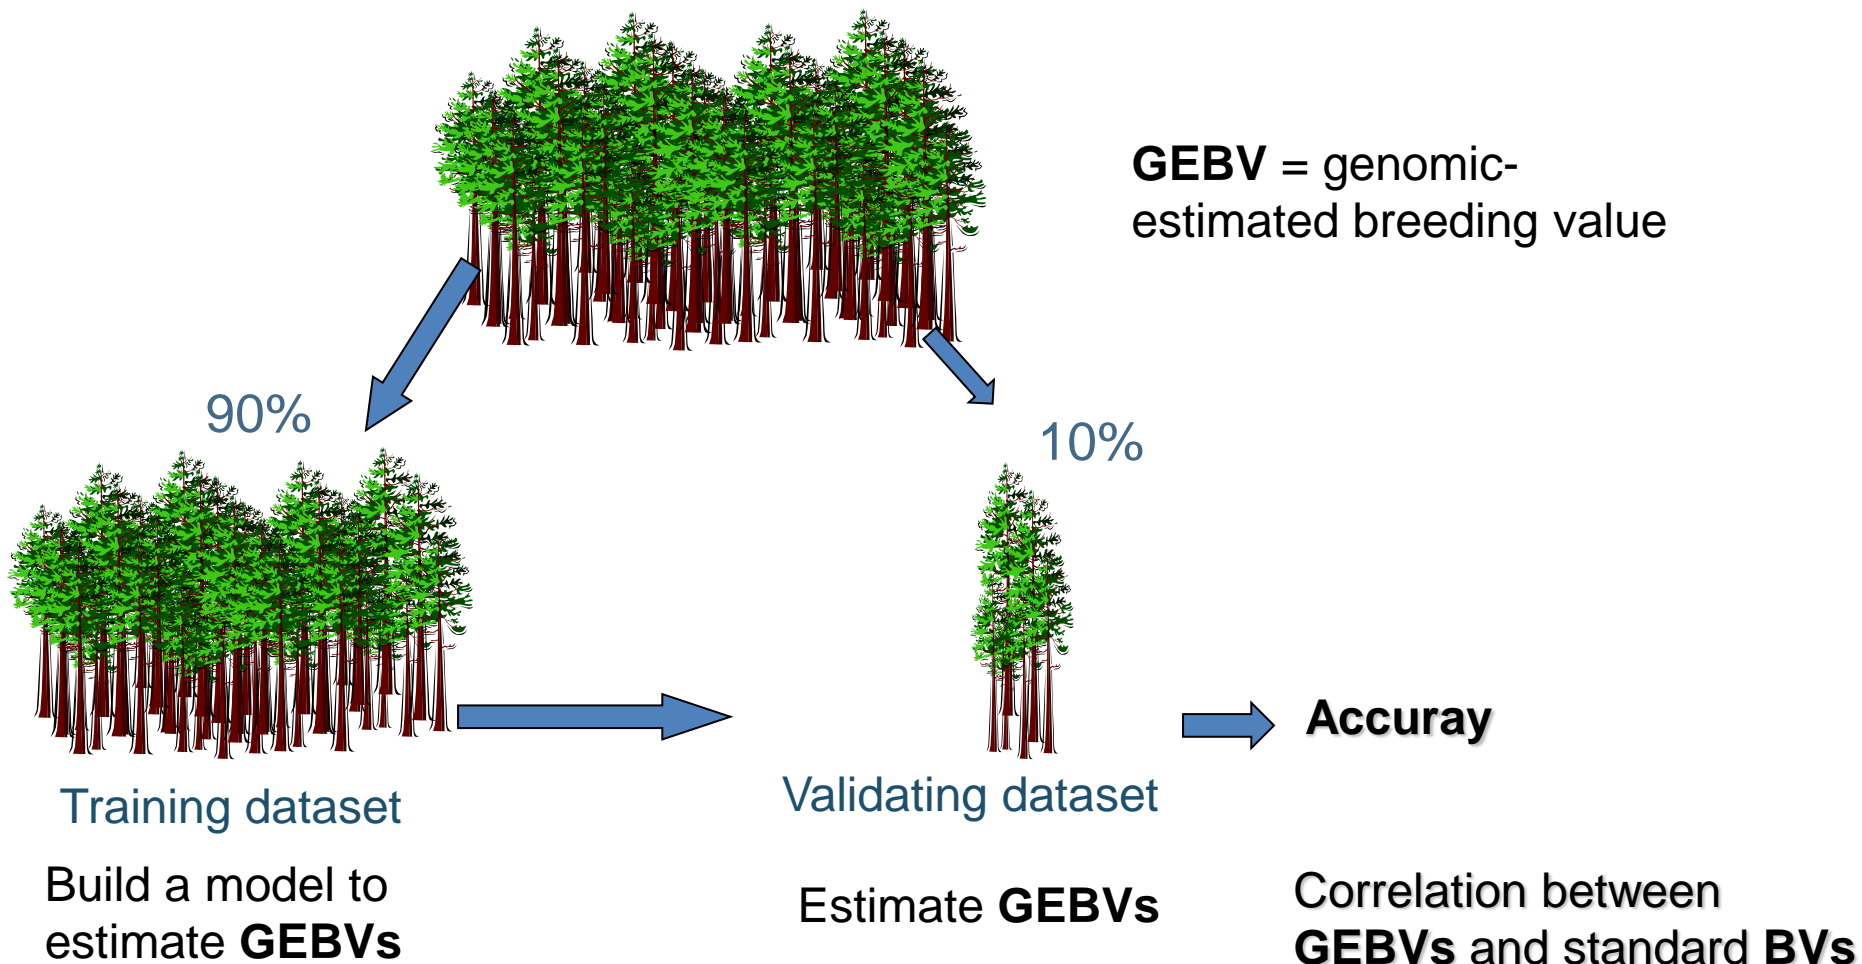 GEBV = genomic-
estimated breeding value
90%
10%
Accuray
Training dataset
Validating dataset
Build a model to
estimate GEBVs
Estimate GEBVs
Correlation between
GEBVs and standard BVs